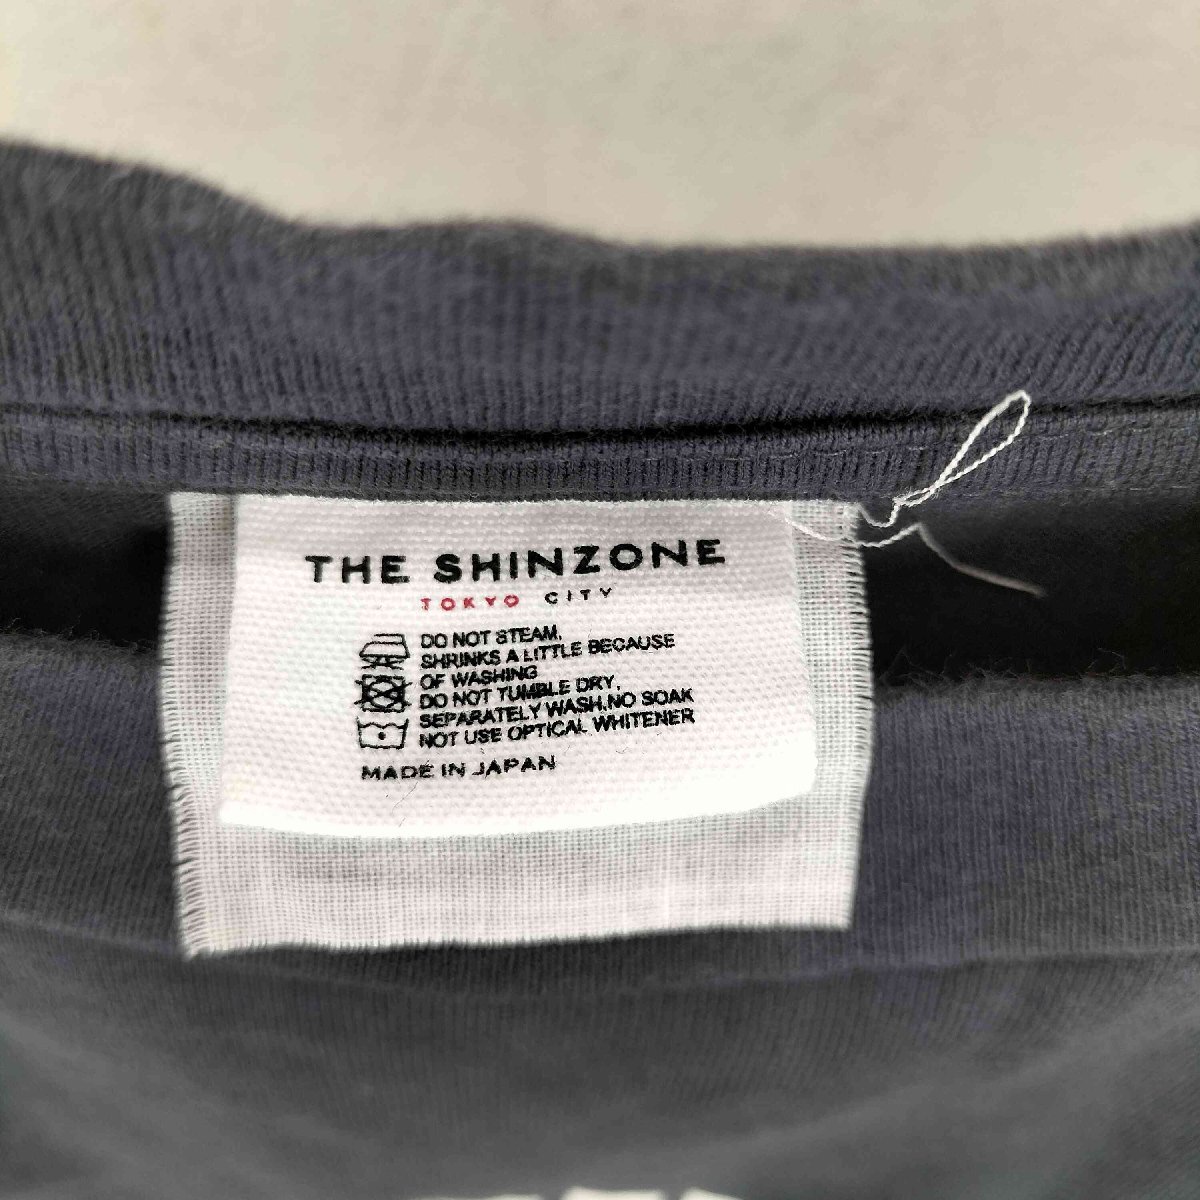 THE SHINZONE
TOKYO CITY
DO NOT STEAM.
SHRINKS A LITTLE BECAUSE
OF WASHING
DO NOT TUMBLE DRY.
SEPARATELY WASH.NO SOAK
NOT USE OPTICAL WHITENER
MADE IN JAPAN